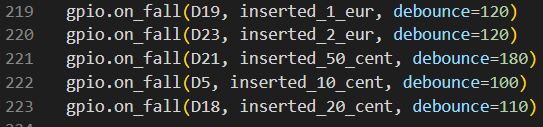 219 gpio.on_fall(D19, inserted_1_eur, debounce=120)
220 gpio.on_fall(D23, inserted_2_eur, debounce=120)
221 gpio.on_fall(D21, inserted_50_cent, debounce=180)
222 gpio.on_fall(D5, inserted_10_cent, debounce=100)
223 gpio.on_fall(D18, inserted_20_cent, debounce=110)